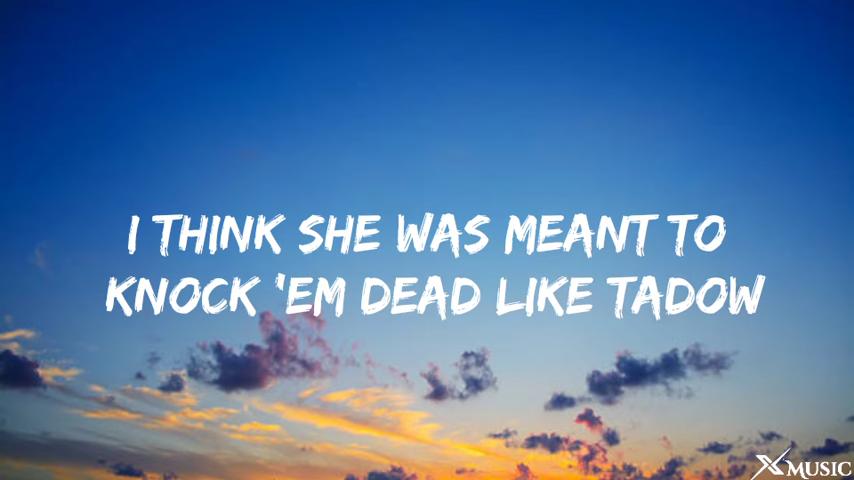 I THINK SHE WAS MEANT TO
KNOCK 'EM DEAD LIKE TADOW
X MUSIC